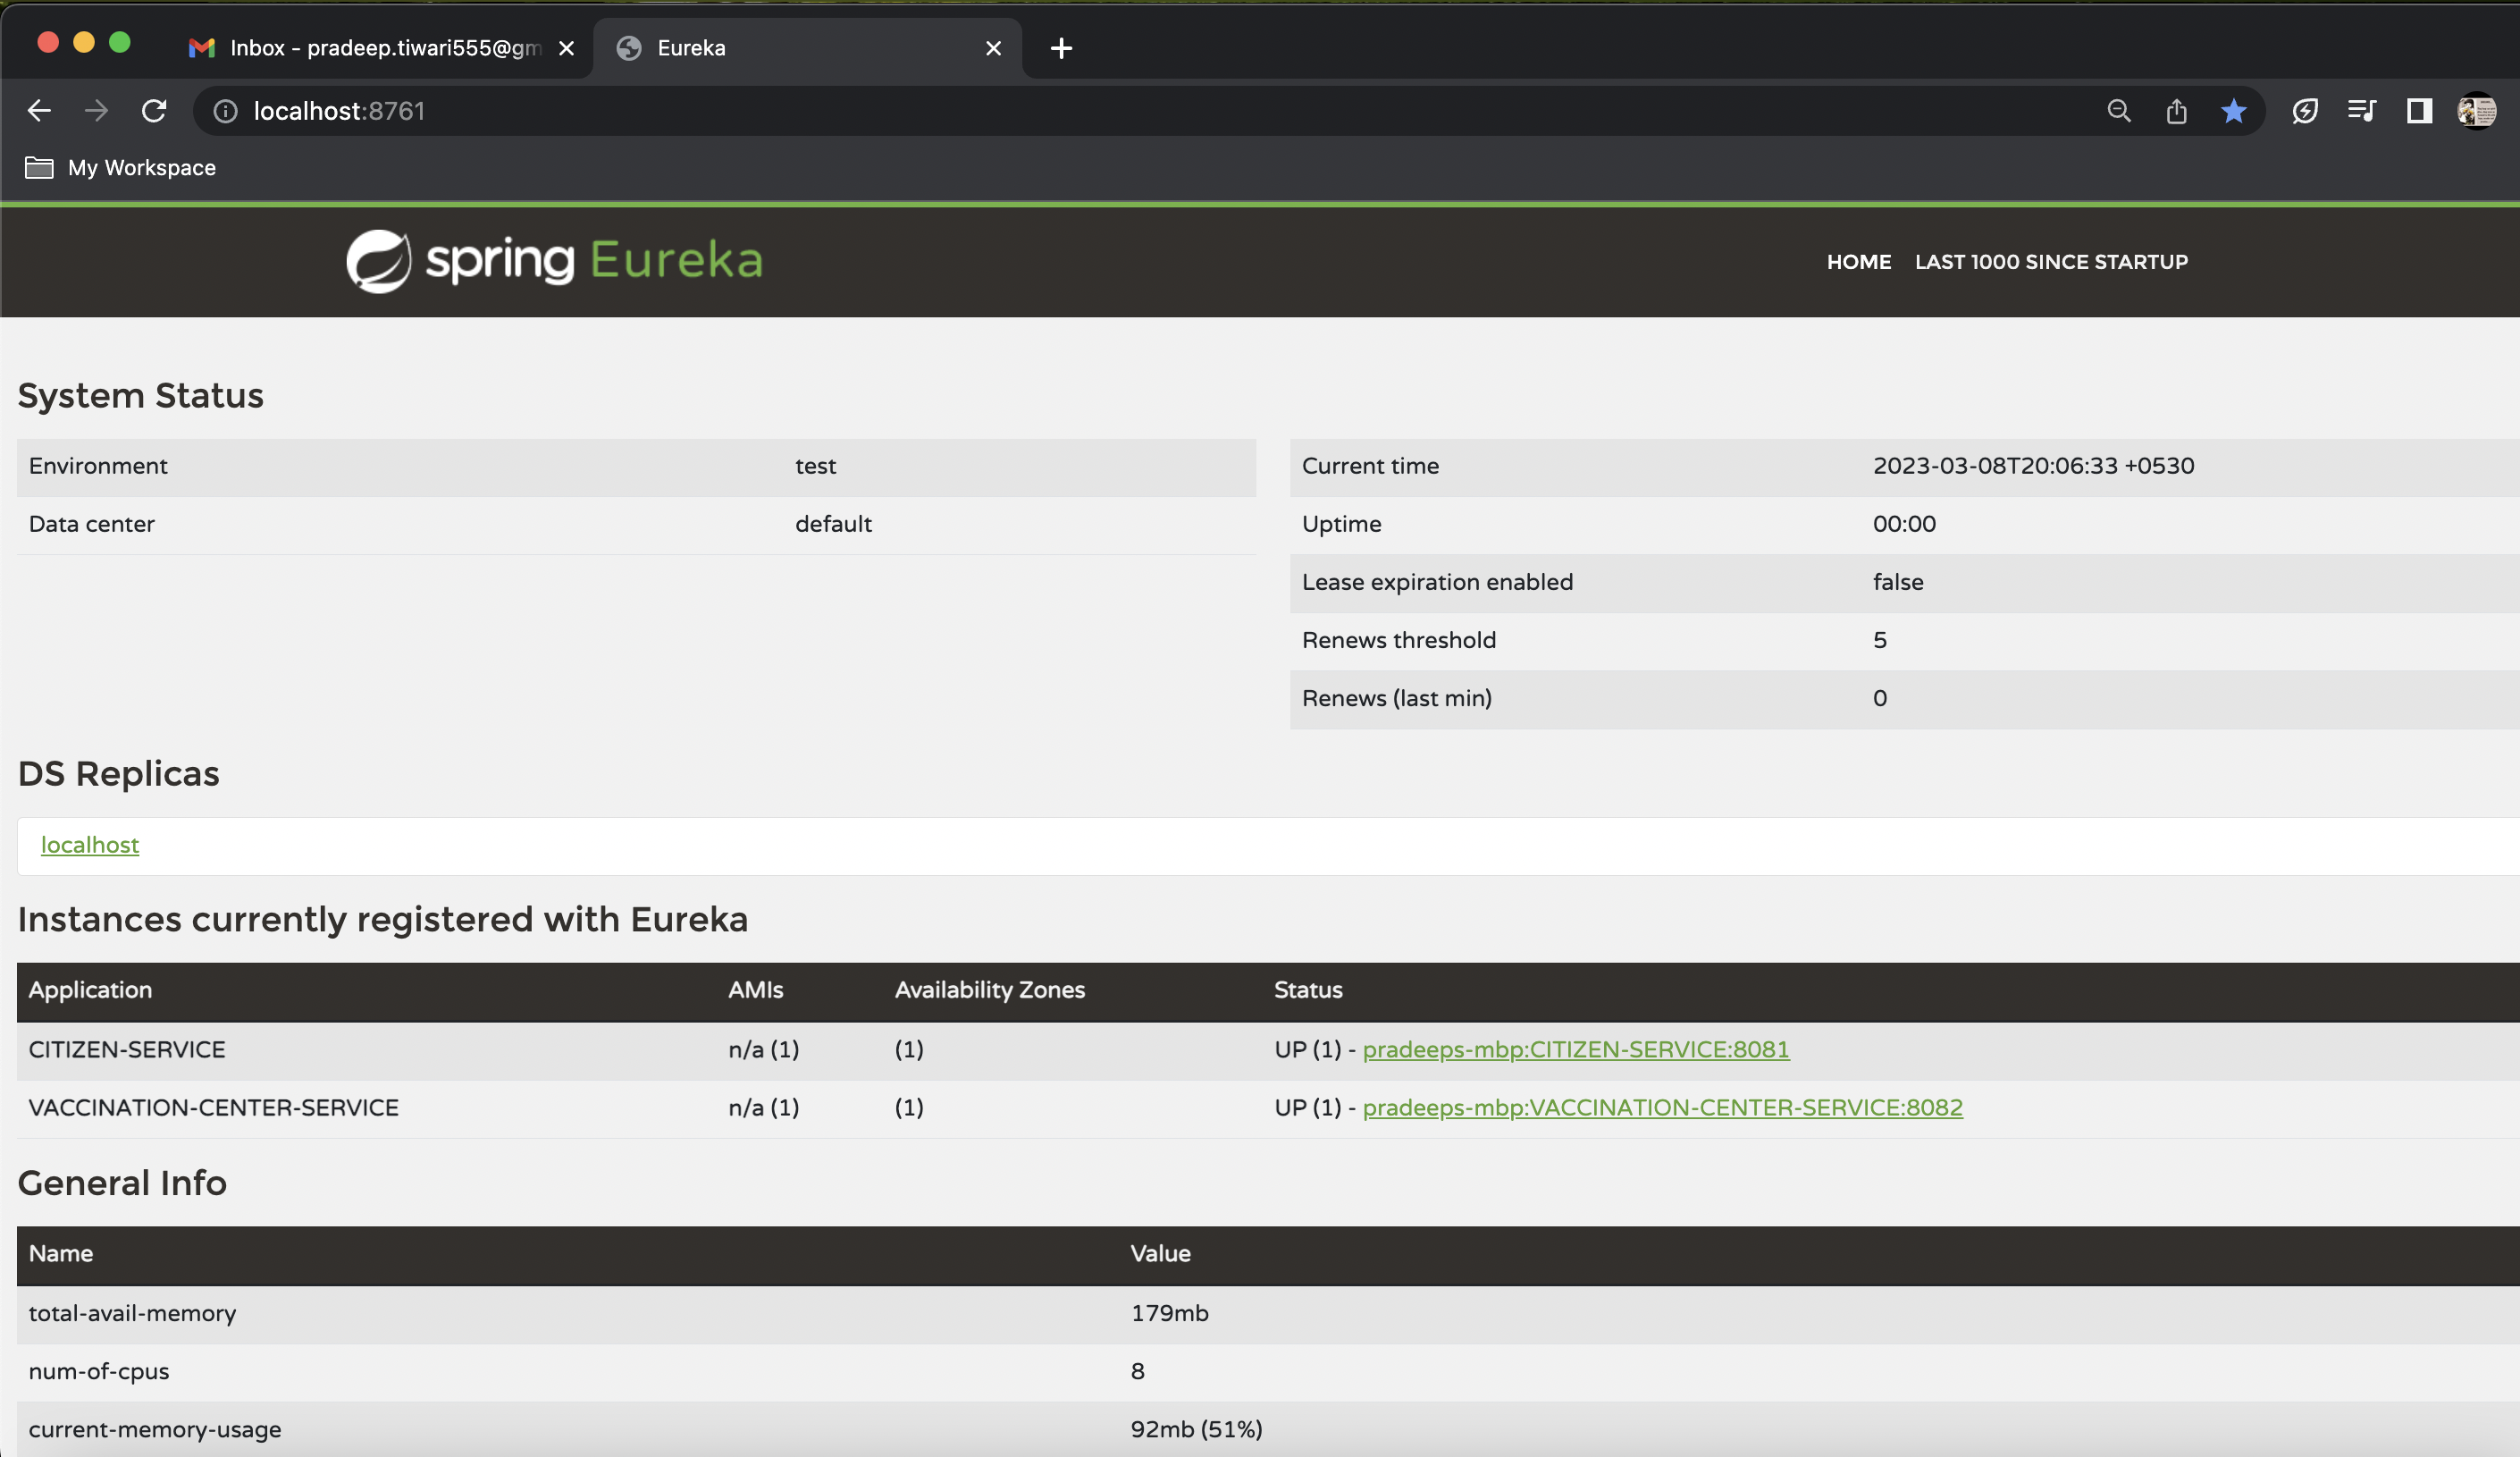 Inbox - pradeep.tiwari555@gm
Eureka
localhost:8761
My Workspace
spring Eureka
HOME LAST 1000 SINCE STARTUP
System Status
Environment test
Data center default
Current time 2023-03-08T20:06:33 +0530
Uptime 00:00
Lease expiration enabled false
Renews threshold 5
Renews (last min) 0
DS Replicas
localhost
Instances currently registered with Eureka
Application AMIs Availability Zones Status
CITIZEN-SERVICE n/a (1) (1) UP (1) - pradeeps-mbp:CITIZEN-SERVICE:8081
VACCINATION-CENTER-SERVICE n/a (1) (1) UP (1) - pradeeps-mbp:VACCINATION-CENTER-SERVICE:8082
General Info
Name Value
total-avail-memory 179mb
num-of-cpus 8
current-memory-usage 92mb (51%)